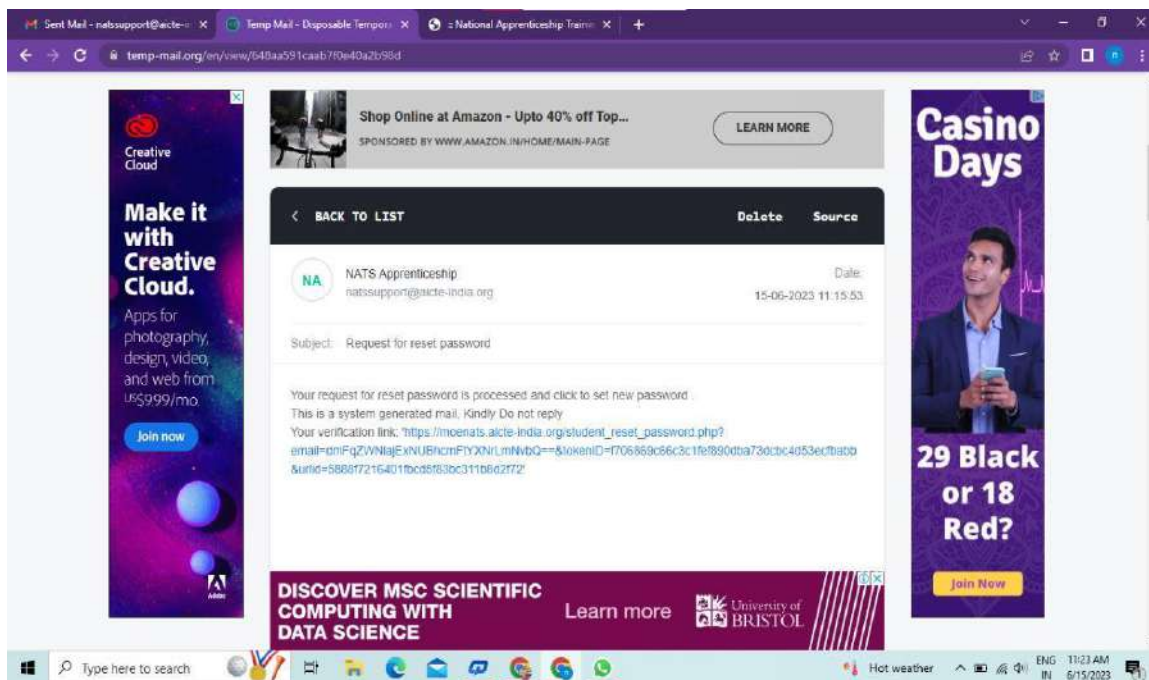 Sent Mail - natssupport@aicte-i
Temp Mail - Disposable Tempora
:: National Apprenticeship Trainin
temp-mail.org/en/view/648aa591caab7f0e40a2b98d
Creative
Cloud
Make it
with
Creative
Cloud.
Apps for
photography,
design, video,
and web from
US$9.99/mo.
Join now
Adobe
Shop Online at Amazon - Upto 40% off Top...
SPONSORED BY WWW.AMAZON.IN/HOME/MAIN-PAGE
LEARN MORE
BACK TO LIST
Delete Source
NA
NATS Apprenticeship
natssupport@aicte-india.org
Date:
15-06-2023 11:15:53
Subject: Request for reset password
Your request for reset password is processed and click to set new password .
This is a system generated mail, Kindly Do not reply
Your verification link: 'https://moenats.aicte-india.org/student_reset_password.php?
DISCOVER MSC SCIENTIFIC
COMPUTING WITH
DATA SCIENCE
Learn more
University of
BRISTOL
Casino
Days
29 Black
or 18
Red?
Join Now
Type here to search
Hot weather
ENG
IN
11:23 AM
6/15/2023